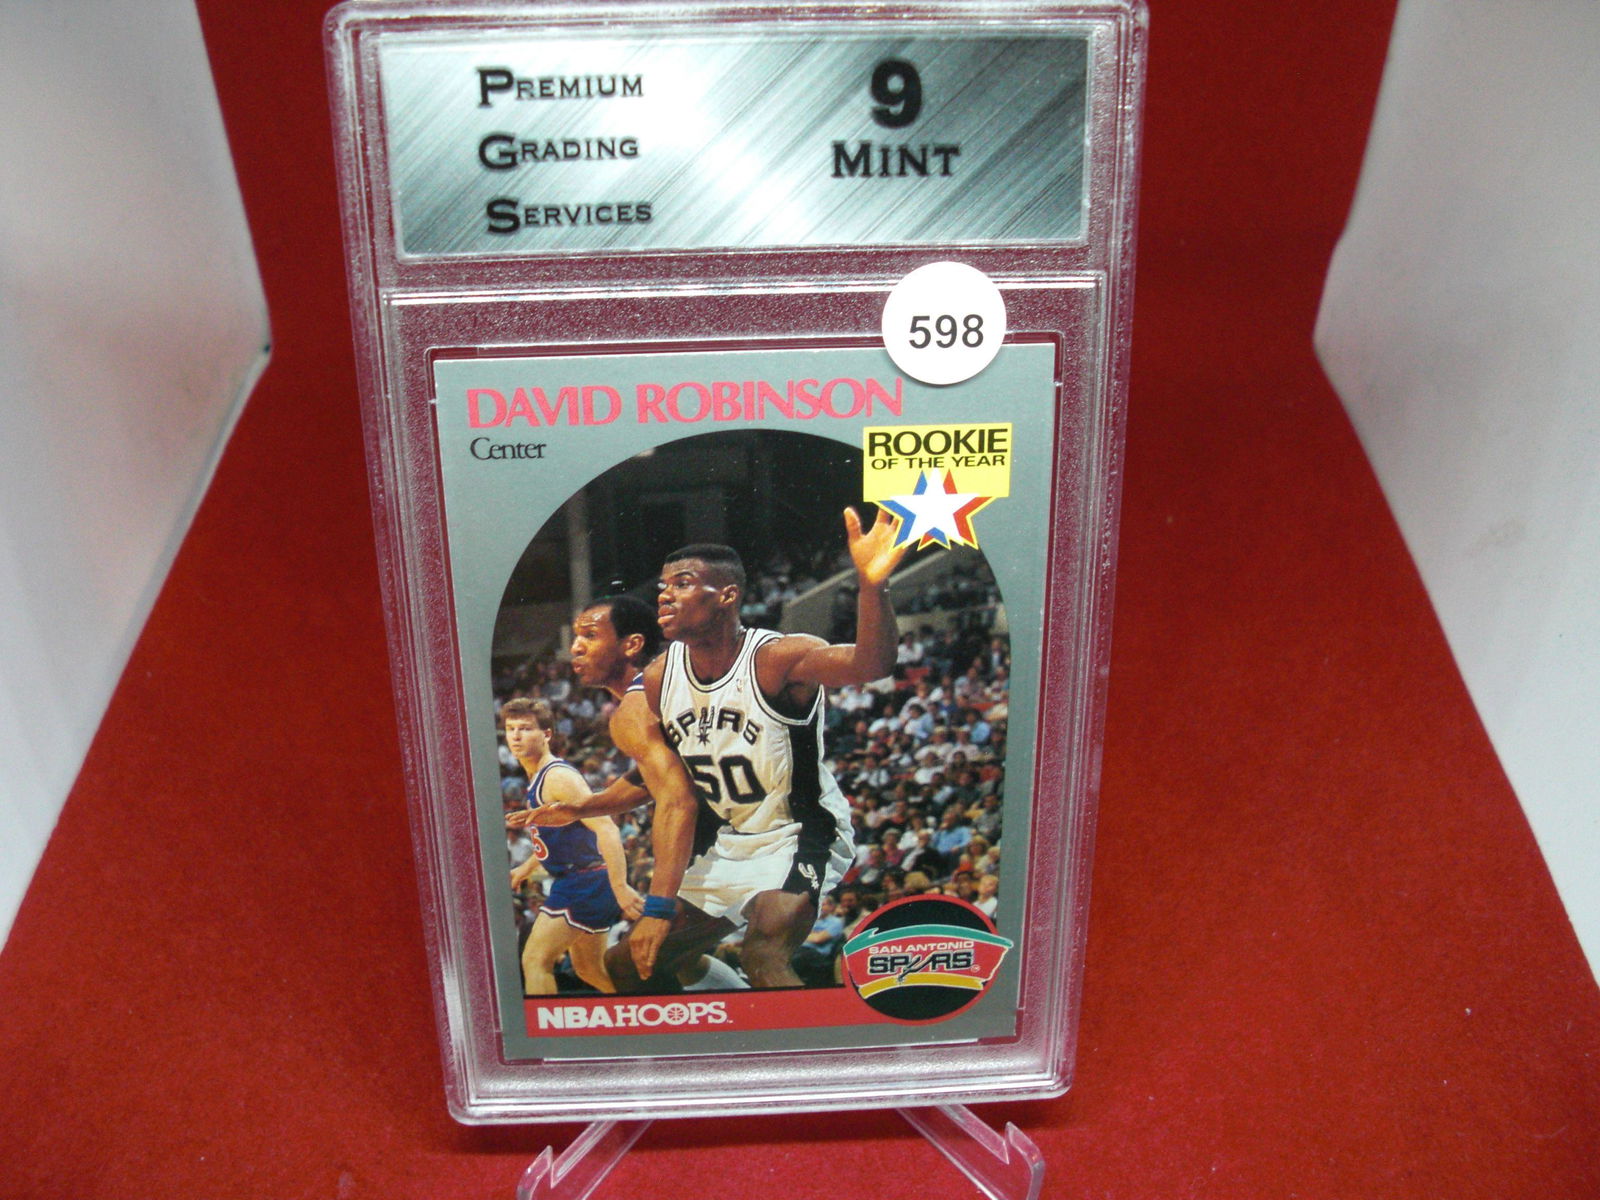 PREMIUM
GRADING
SERVICES
9
MINT
598
DAVID ROBINSON
Center
ROOKIE
OF THE YEAR
SPURS
50
SAN ANTONIO
SPURS
NBA HOOPS